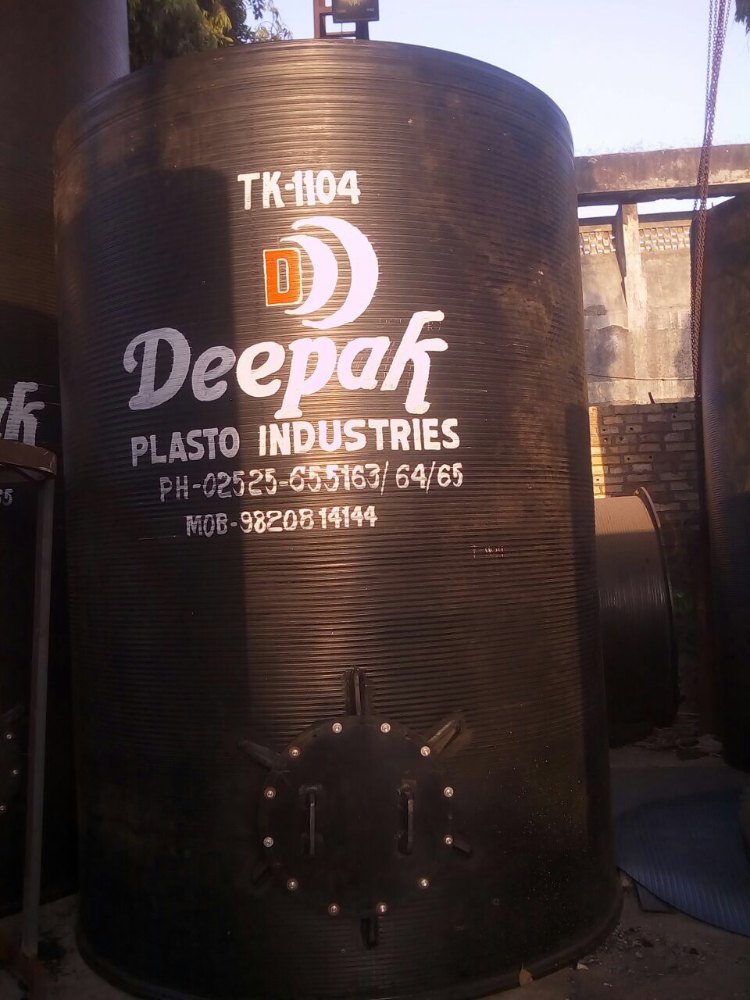 TK-1104
D
Deepak
PLASTO INDUSTRIES
PH-02525-655163/64/65
MOB-9820814144